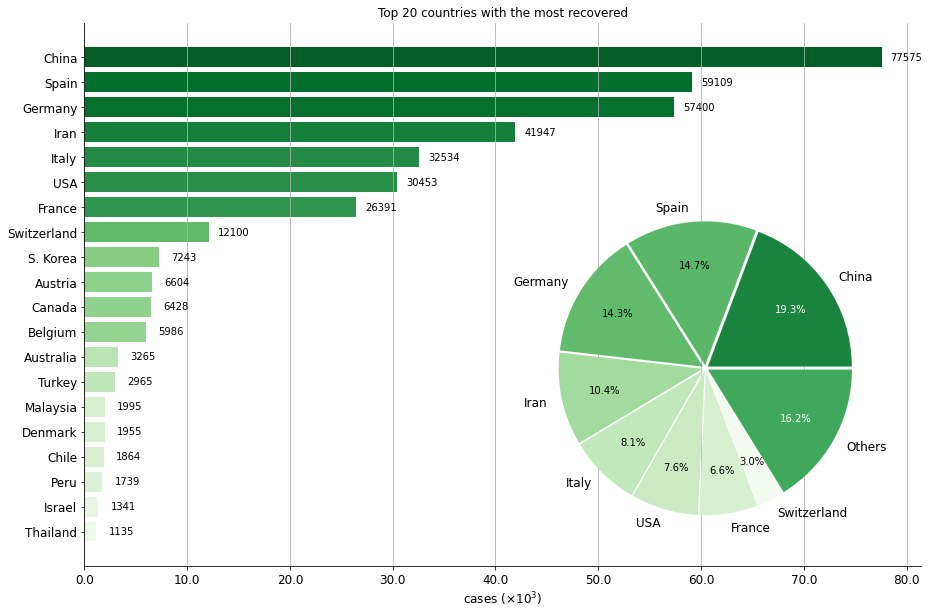 Top 20 countries with the most recovered
China 77575
Spain 59109
Germany 57400
Iran 41947
Italy 32534
USA 30453
France 26391
Switzerland 12100
S. Korea 7243
Austria 6604
Canada 6428
Belgium 5986
Australia 3265
Turkey 2965
Malaysia 1995
Denmark 1955
Chile 1864
Peru 1739
Israel 1341
Thailand 1135
0.0 10.0 20.0 30.0 40.0 50.0 60.0 70.0 80.0
cases (×10³)
China 19.3%
Spain 14.7%
Germany 14.3%
Iran 10.4%
Italy 8.1%
USA 7.6%
France 6.6%
Switzerland 3.0%
Others 16.2%